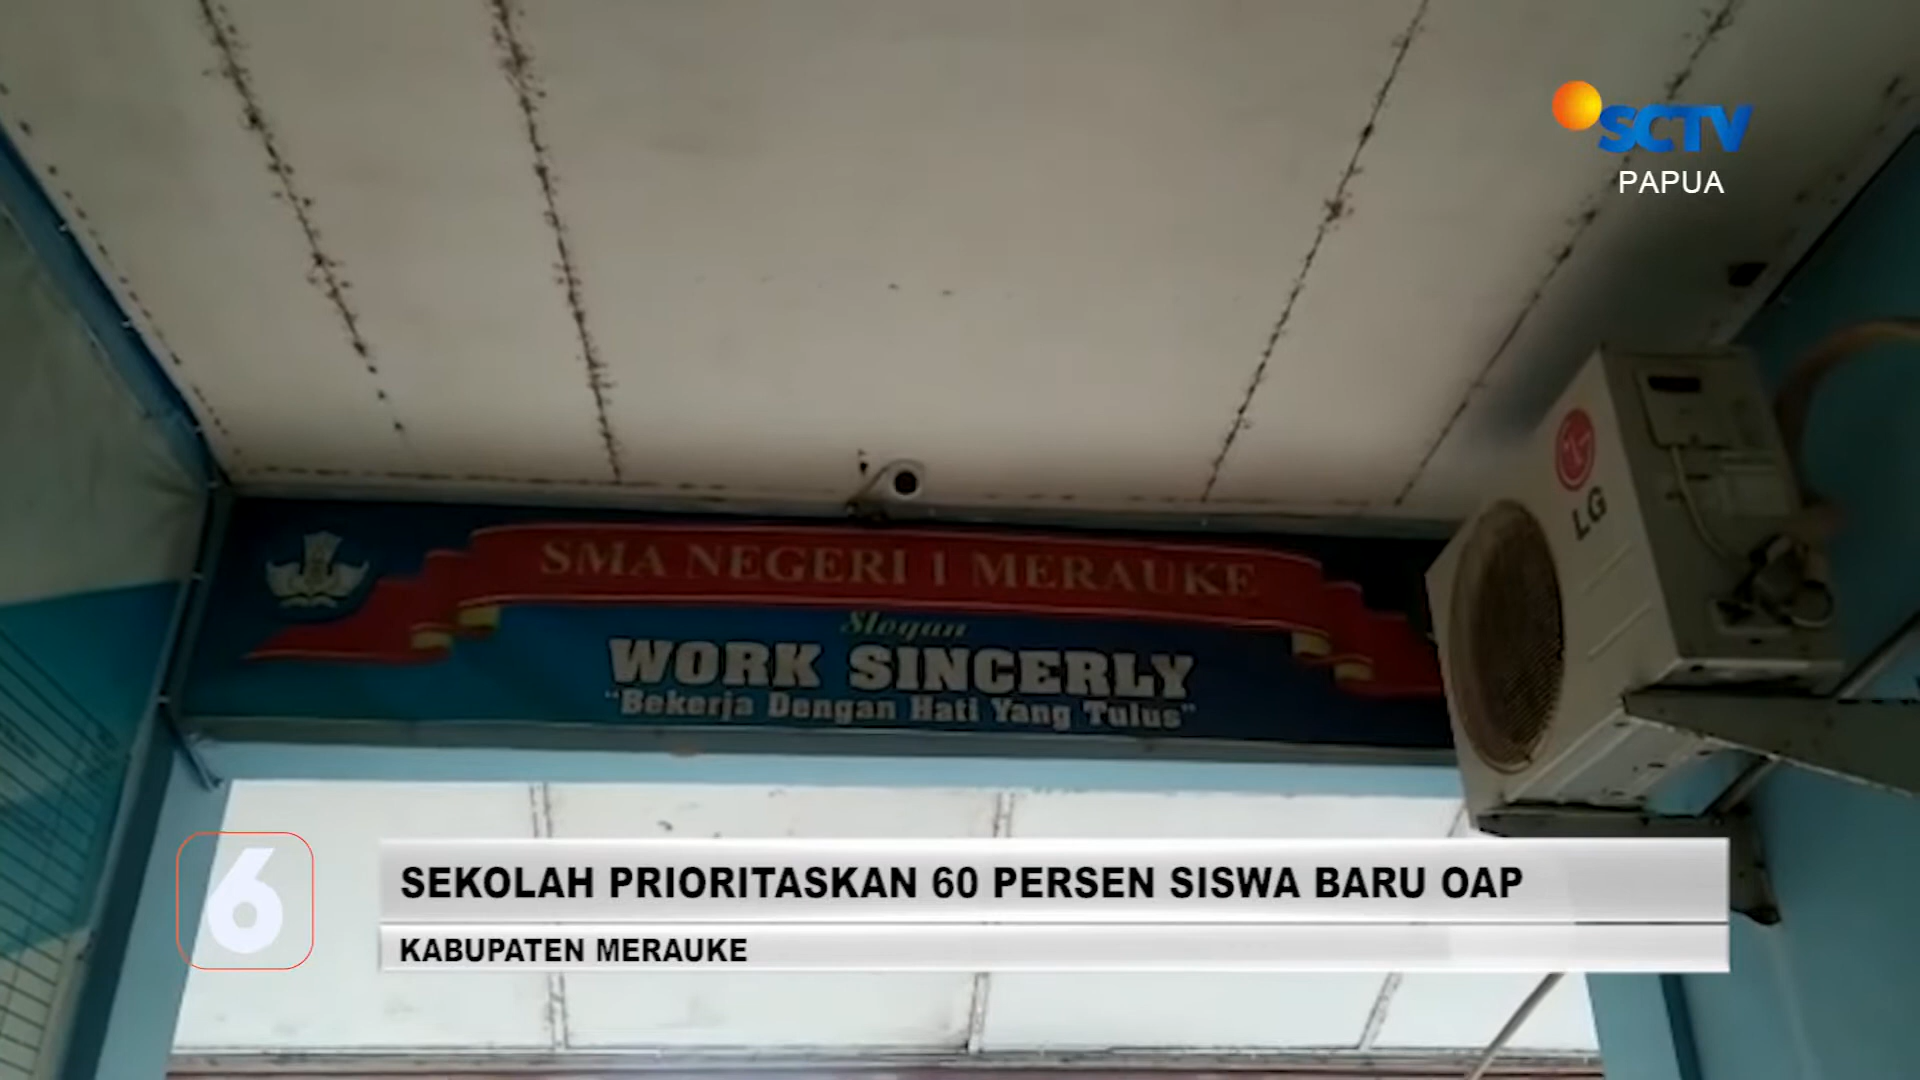 SCTV
PAPUA
LG
SMA NEGERI 1 MERAUKE
Slogan
WORK SINCERLY
"Bekerja Dengan Hati Yang Tulus"
6
SEKOLAH PRIORITASKAN 60 PERSEN SISWA BARU OAP
KABUPATEN MERAUKE